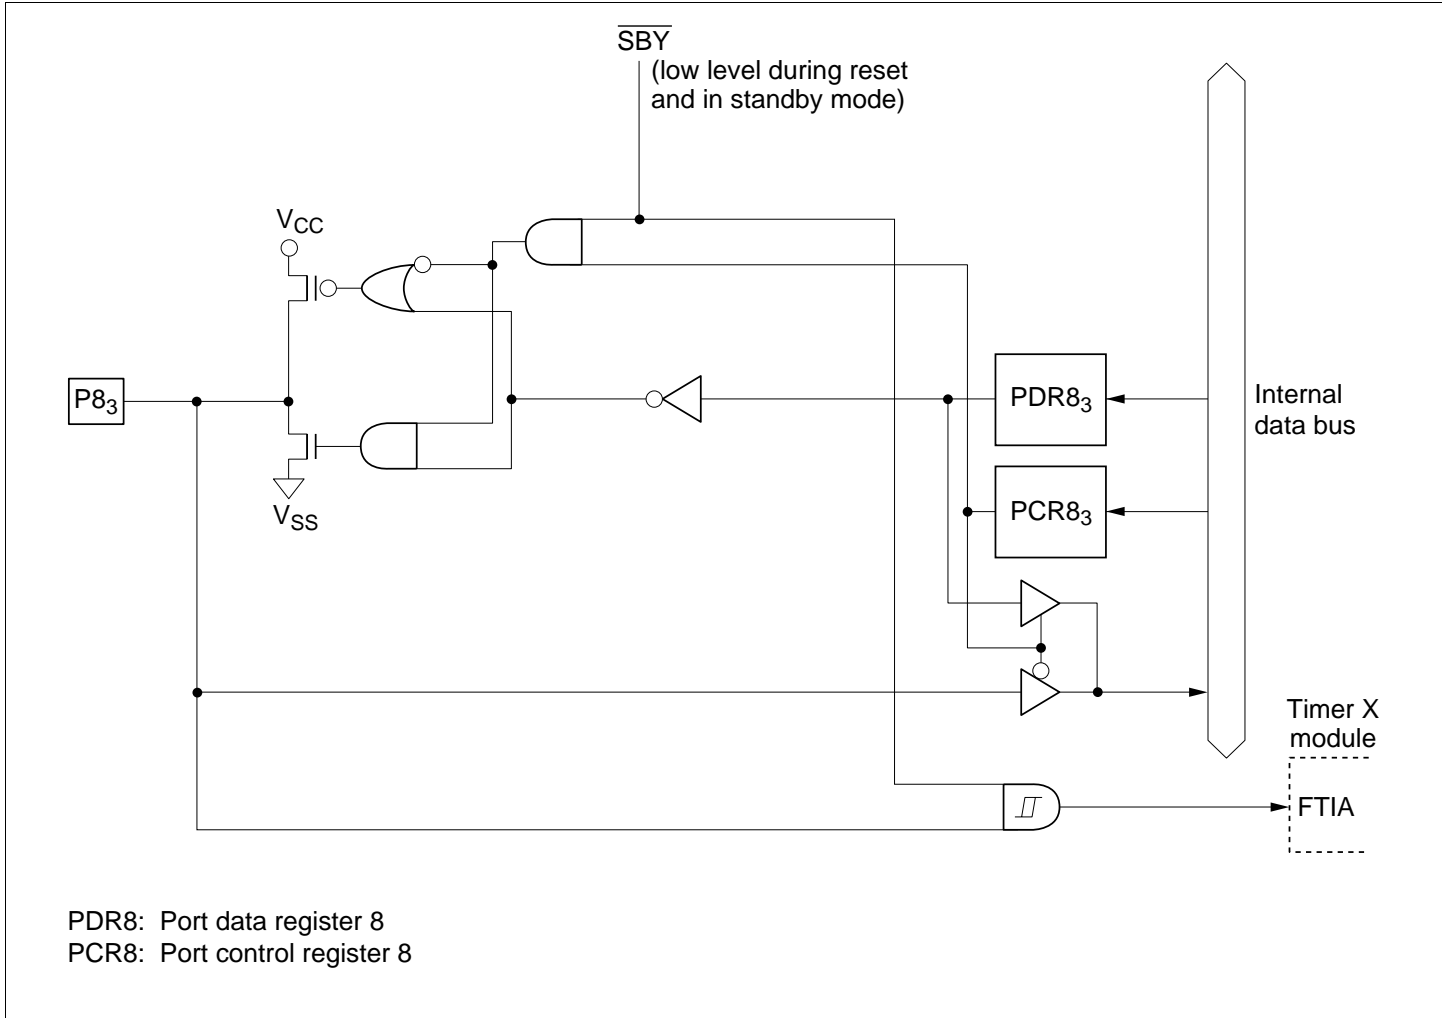 SBY
(low level during reset
and in standby mode)
VCC
P83
VSS
PDR83
PCR83
Internal
data bus
Timer X
module
FTIA
PDR8: Port data register 8
PCR8: Port control register 8